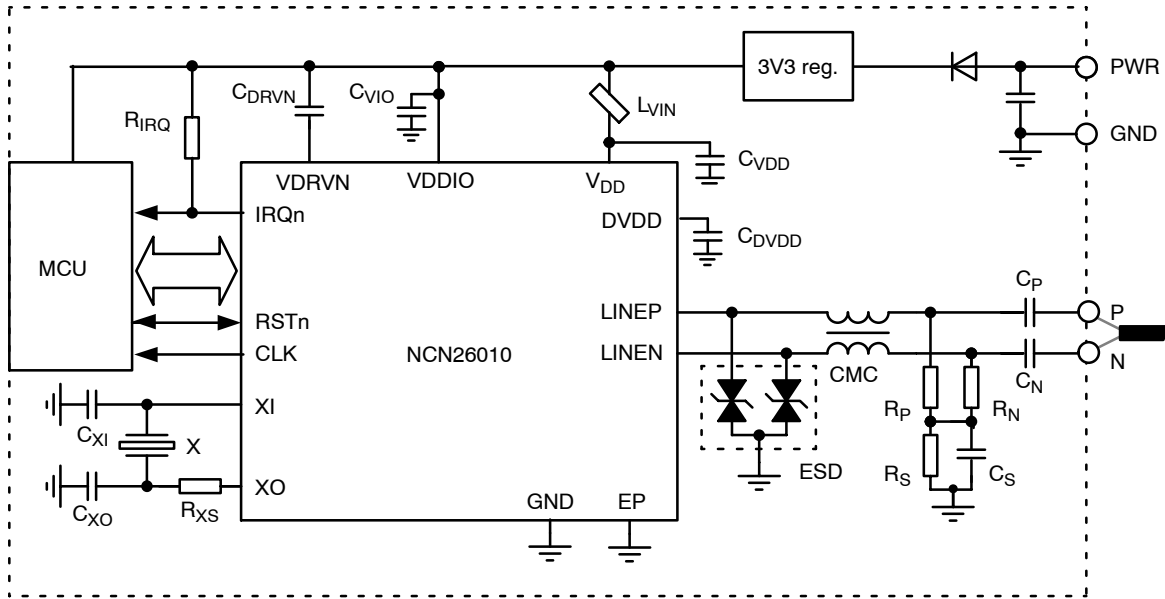 3V3 reg.
PWR
GND
CDRVN
CVIO
LVIN
RIRQ
CVDD
VDRVN
VDDIO
VDD
IRQn
DVDD
CDVDD
MCU
LINEP
CP
P
RSTn
NCN26010
CLK
LINEN
CMC
CN
N
XI
RP
RN
CXI
X
ESD
RS
CS
XO
CXO
RXS
GND
EP